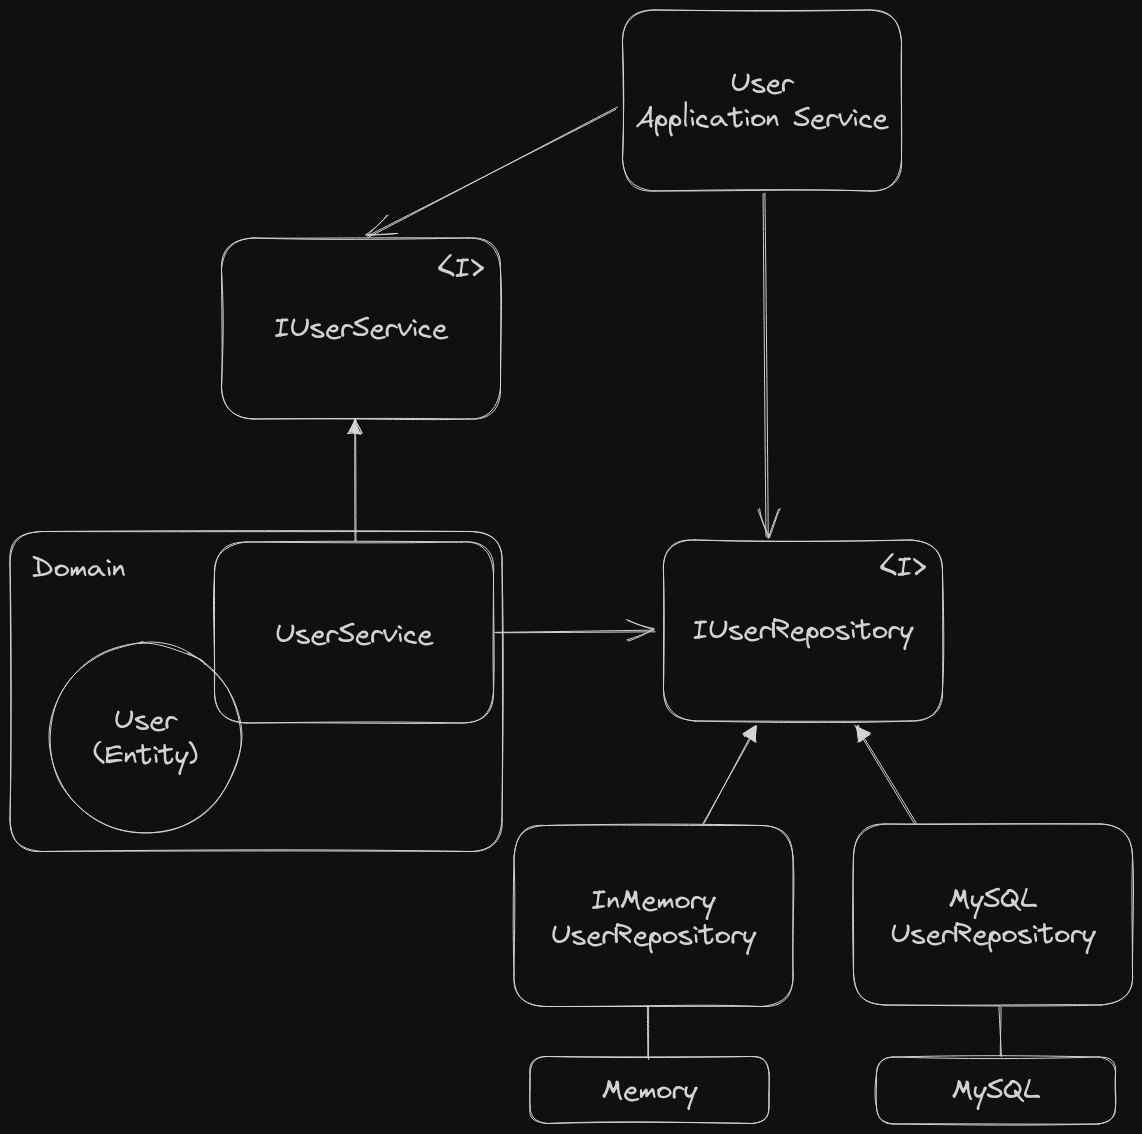 User
Application Service
<I>
IUserService
Domain
UserService
User
(Entity)
<I>
IUserRepository
InMemory
UserRepository
MySQL
UserRepository
Memory
MySQL